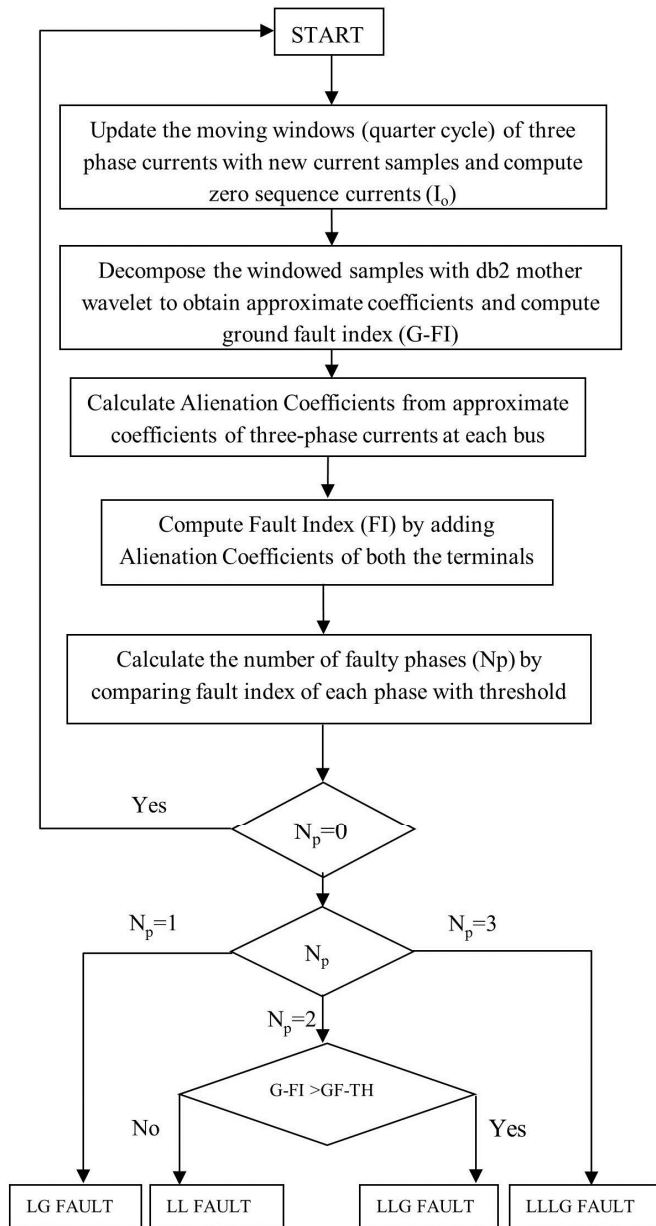 START
Update the moving windows (quarter cycle) of three
phase currents with new current samples and compute
zero sequence currents (Io)
Decompose the windowed samples with db2 mother
wavelet to obtain approximate coefficients and compute
ground fault index (G-FI)
Calculate Alienation Coefficients from approximate
coefficients of three-phase currents at each bus
Compute Fault Index (FI) by adding
Alienation Coefficients of both the terminals
Calculate the number of faulty phases (Np) by
comparing fault index of each phase with threshold
Yes
Np=0
Np=1
Np
Np=3
Np=2
G-FI >GF-TH
No
Yes
LG FAULT
LL FAULT
LLG FAULT
LLLG FAULT